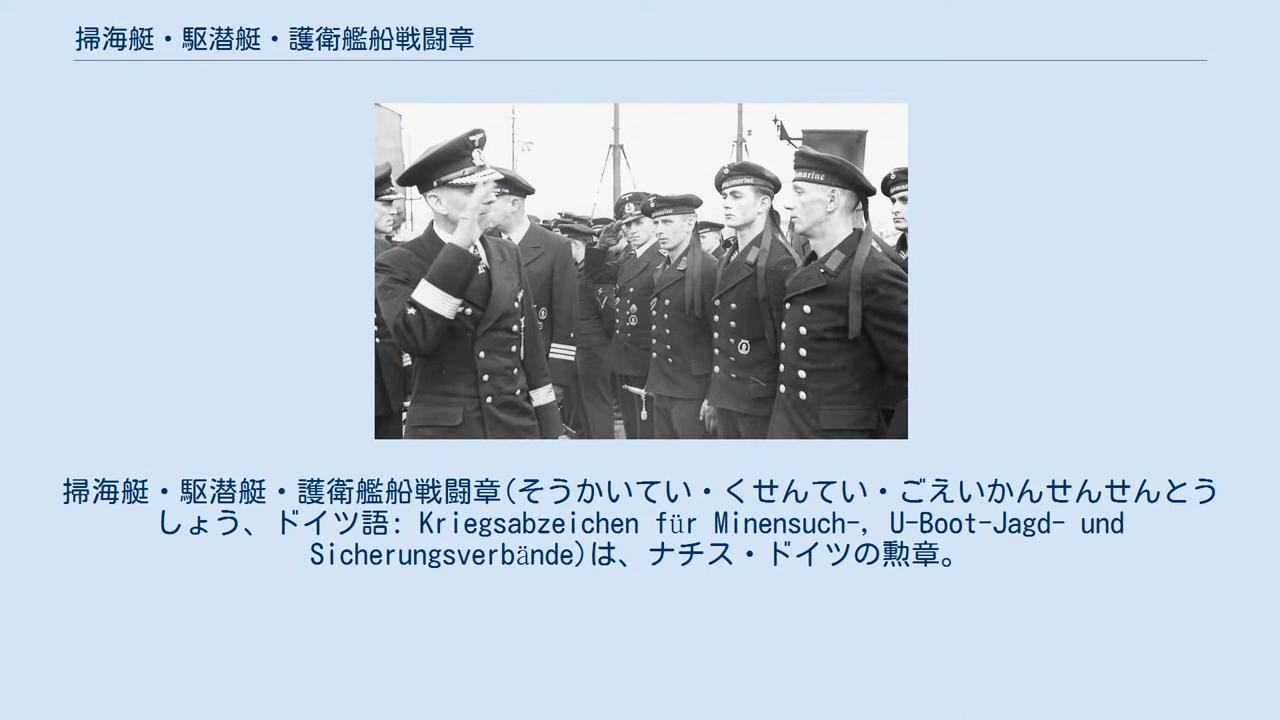 掃海艇・駆潜艇・護衛艦船戦闘章
掃海艇・駆潜艇・護衛艦船戦闘章(そうかいてい・くせんてい・ごえいかんせんせんとう
しょう、ドイツ語: Kriegsabzeichen für Minensuch-, U-Boot-Jagd- und
Sicherungsverbände)は、ナチス・ドイツの勲章。